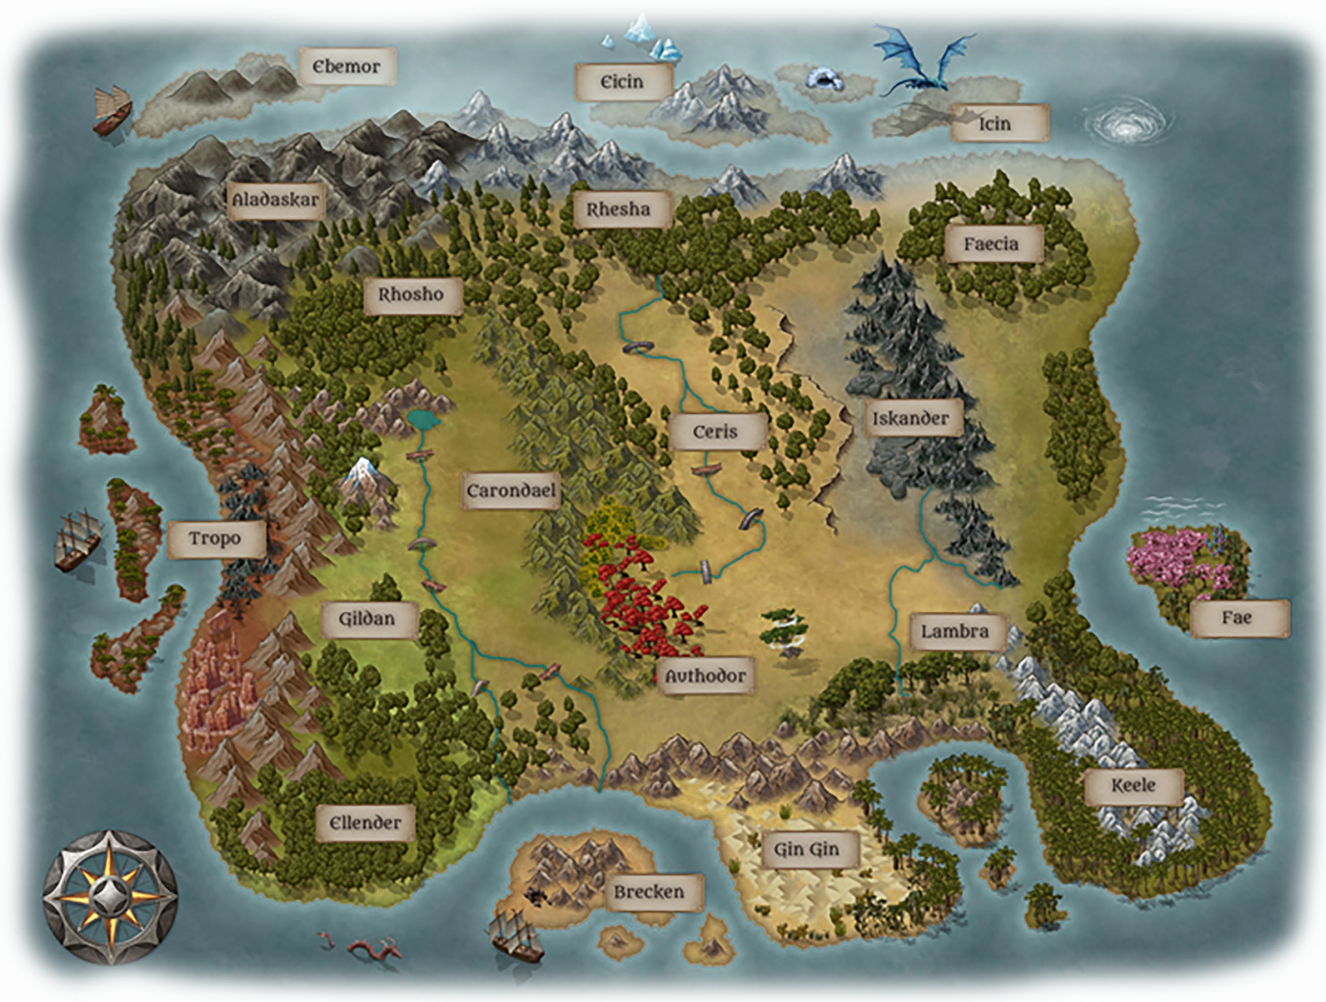 Ebemor
Eicin
Icin
Aladaskar
Rhesha
Faecia
Rhosho
Iskander
Ceris
Carondael
Tropo
Gildan
Fae
Lambra
Authodor
Keele
Ellender
Gin Gin
Brecken